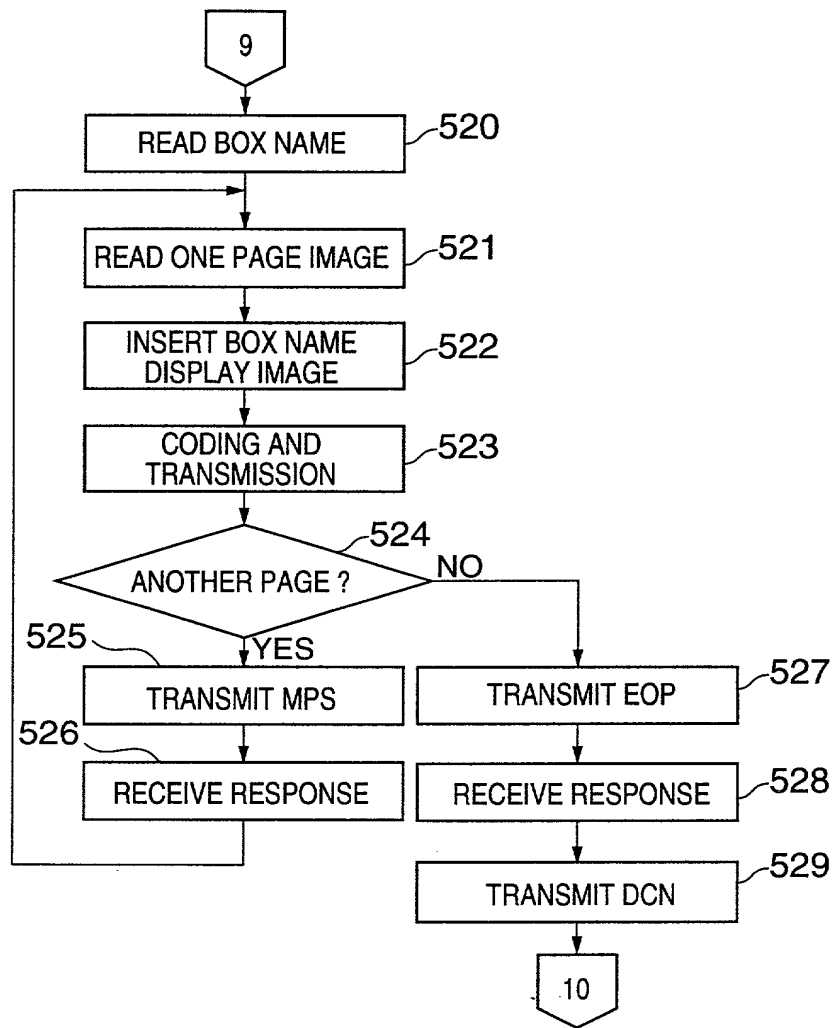 9
READ BOX NAME
520
READ ONE PAGE IMAGE
521
INSERT BOX NAME
DISPLAY IMAGE
522
CODING AND
TRANSMISSION
523
524
ANOTHER PAGE ?
NO
YES
525
TRANSMIT MPS
526
RECEIVE RESPONSE
TRANSMIT EOP
527
RECEIVE RESPONSE
528
TRANSMIT DCN
529
10